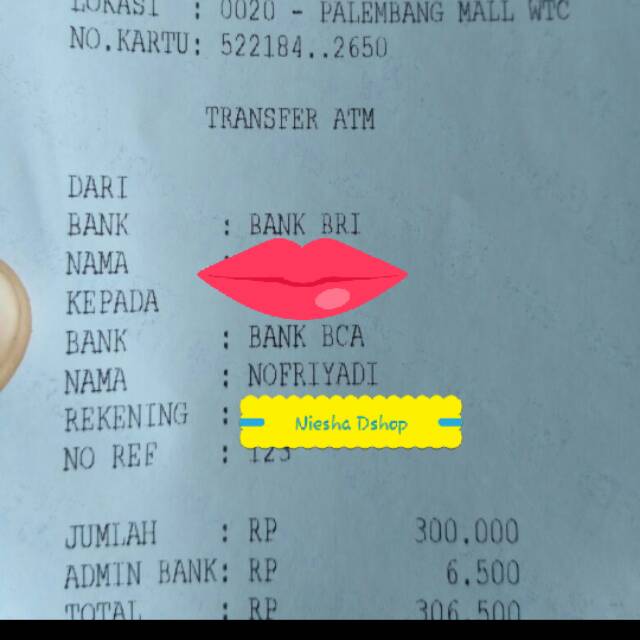 LOKASI : 0020 - PALEMBANG MALL WTC
NO.KARTU: 522184..2650
TRANSFER ATM
DARI
BANK : BANK BRI
NAMA
KEPADA
BANK : BANK BCA
NAMA : NOFRIYADI
REKENING :
Niesha Dshop
NO REF : 123
JUMLAH : RP 300.000
ADMIN BANK: RP 6.500
TOTAL : RP 306.500